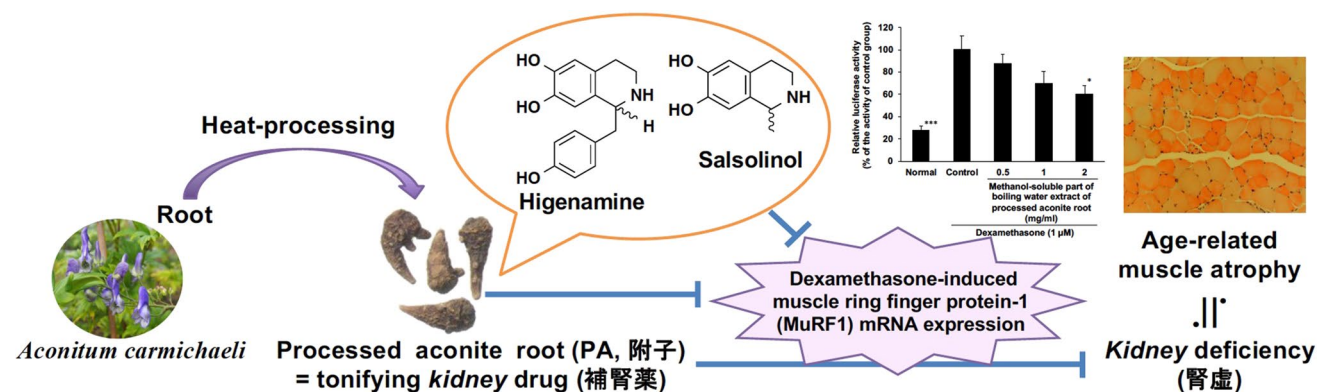 Heat-processing
Root
Aconitum carmichaeli
HO
HO
NH
H
HO
Higenamine
HO
HO
NH
Salsolinol
Processed aconite root (PA, 附子)
= tonifying kidney drug (補腎薬)
Relative luciferase activity
(% of the activity of control group)
120
100
80
60
40
20
0
***
*
Normal
Control
0.5
1
2
Methanol-soluble part of
boiling water extract of
processed aconite root
(mg/ml)
Dexamethasone (1 μM)
Dexamethasone-induced
muscle ring finger protein-1
(MuRF1) mRNA expression
Age-related
muscle atrophy
.||.
Kidney deficiency
(腎虚)